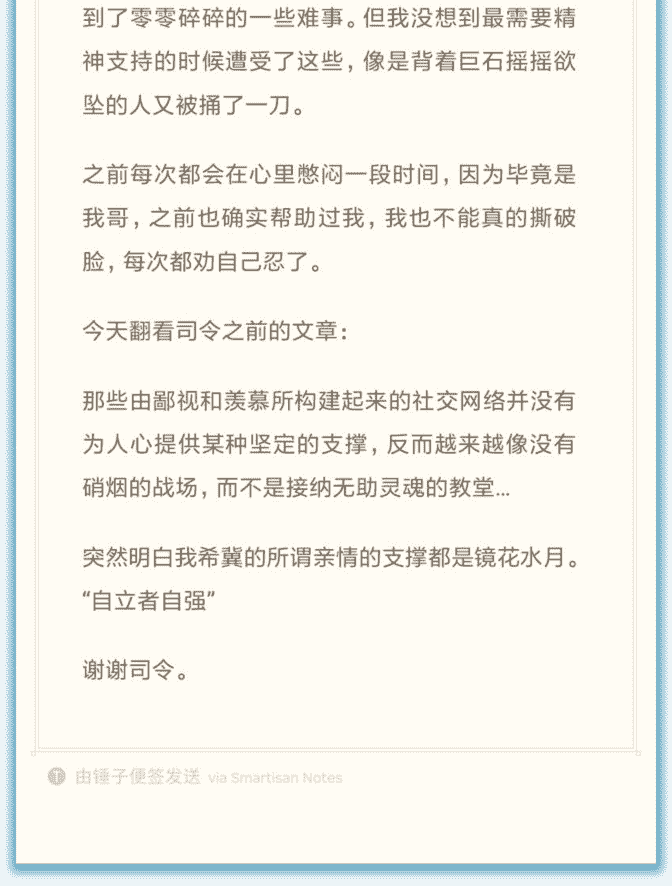 到了零零碎碎的一些难事。但我没想到最需要精
神支持的时候遭受了这些，像是背着巨石摇摇欲
坠的人又被捅了一刀。
之前每次都会在心里憋闷一段时间，因为毕竟是
我哥，之前也确实帮助过我，我也不能真的撕破
脸，每次都劝自己忍了。
今天翻看司令之前的文章：
那些由鄙视和羡慕所构建起来的社交网络并没有
为人心提供某种坚定的支撑，反而越来越像没有
硝烟的战场，而不是接纳无助灵魂的教堂...
突然明白我希冀的所谓亲情的支撑都是镜花水月。
“自立者自强”
谢谢司令。
由锤子便签发送 via Smartisan Notes